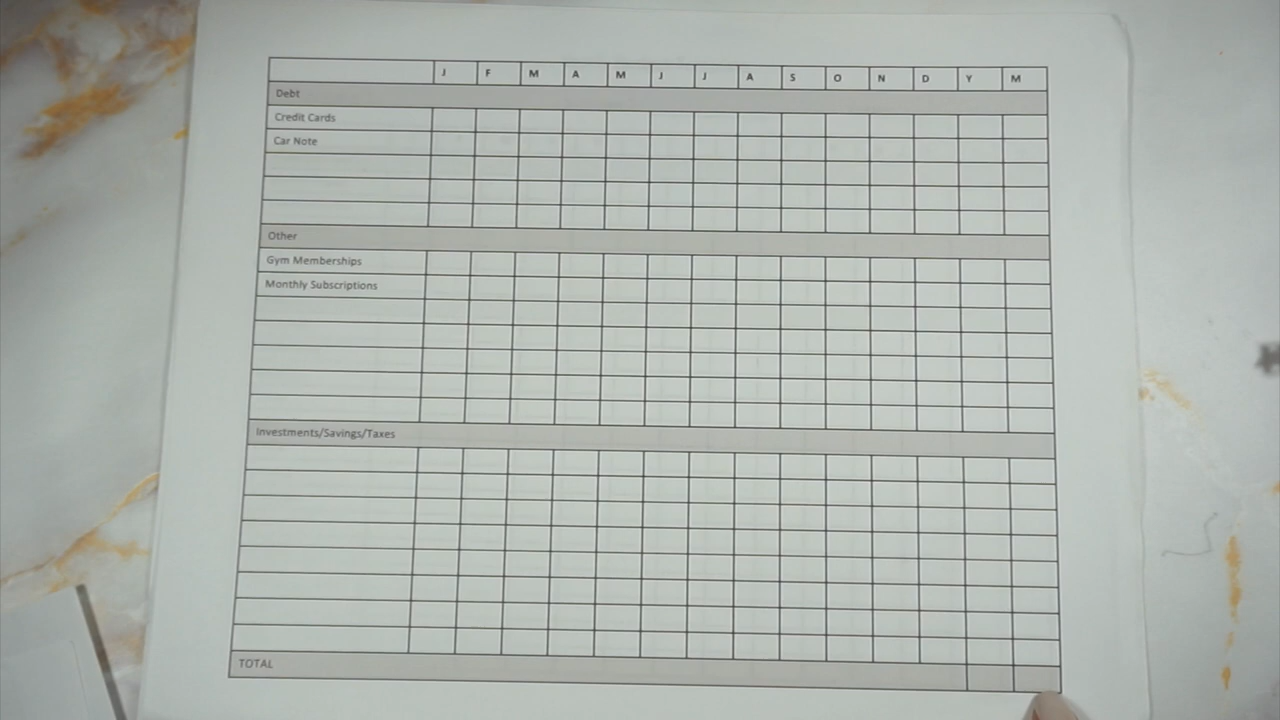 J F M A M J J A S O N D Y M
Debt
Credit Cards
Car Note
Other
Gym Memberships
Monthly Subscriptions
Investments/Savings/Taxes
TOTAL